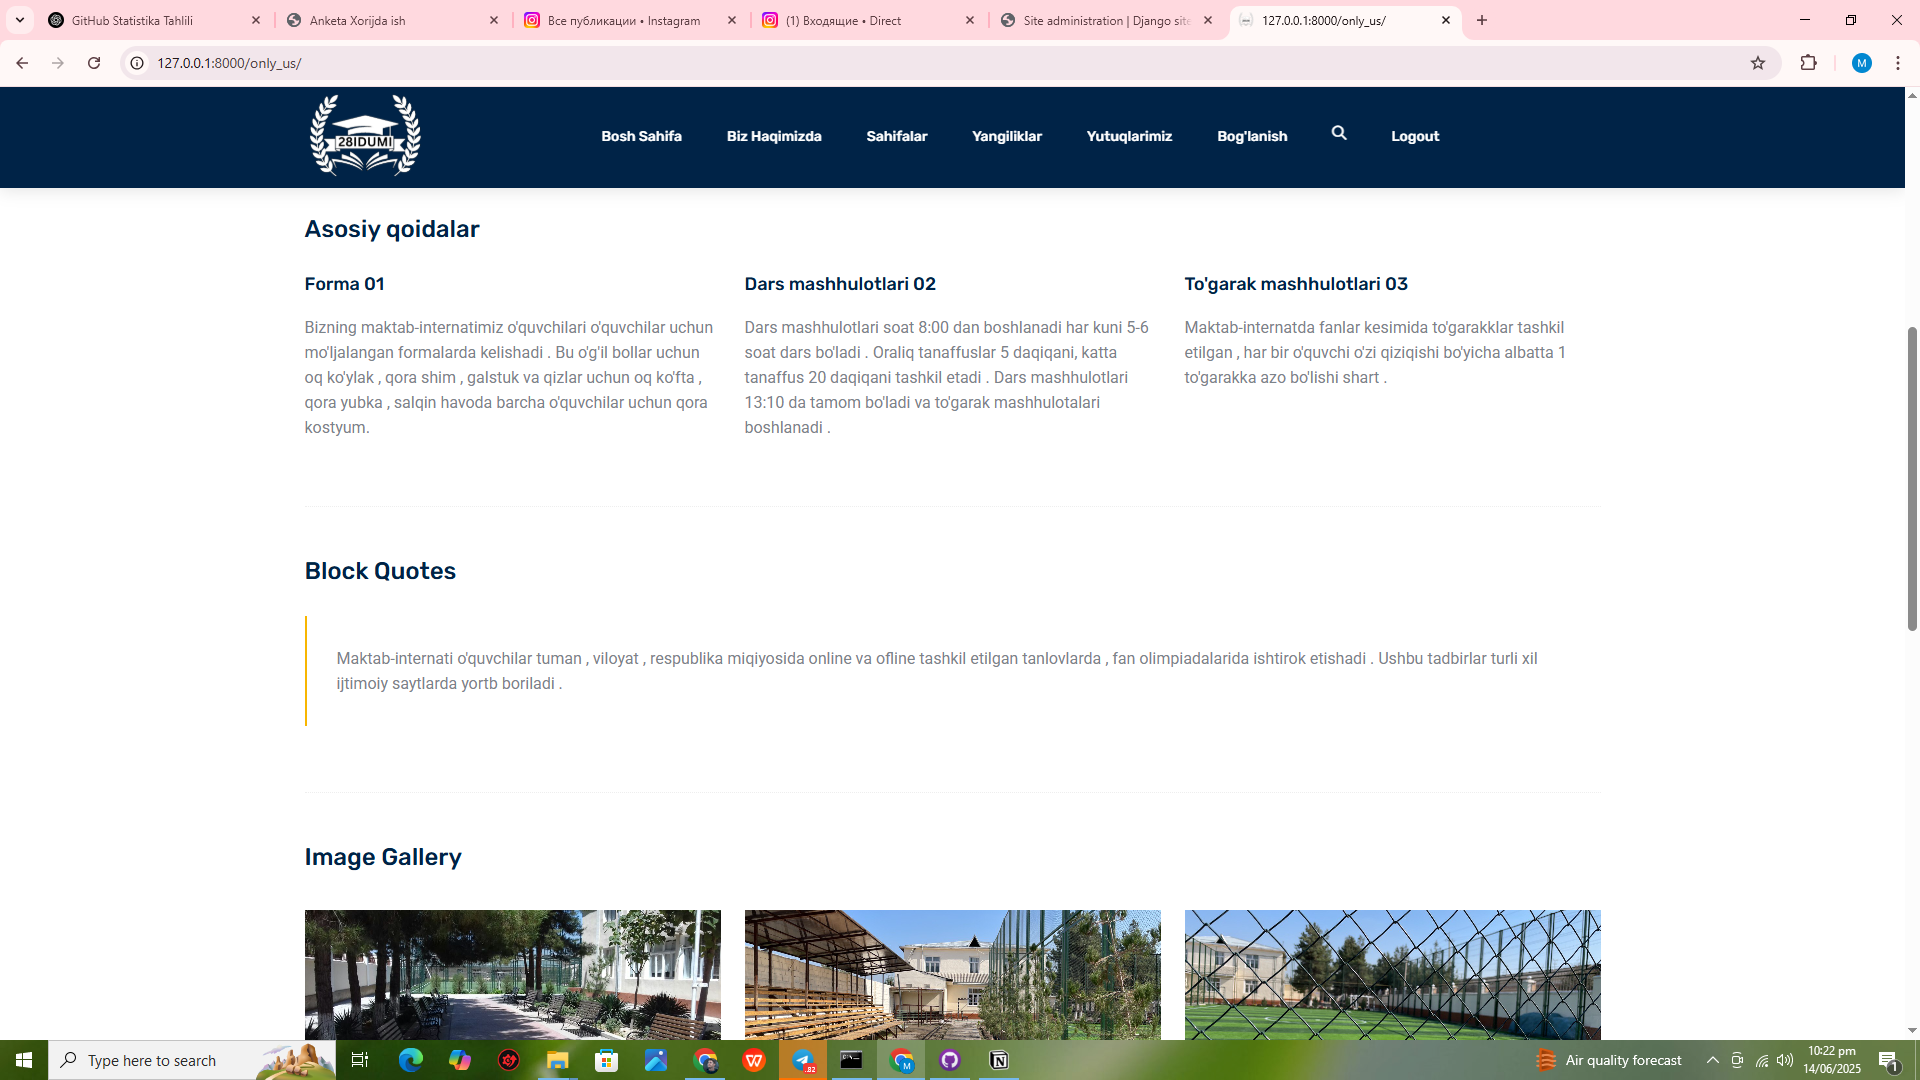 GitHub Statistika Tahlili
Anketa Xorijda ish
Все публикации • Instagram
(1) Входящие • Direct
Site administration | Django site
127.0.0.1:8000/only_us/
127.0.0.1:8000/only_us/
M
28IDUMI
Bosh Sahifa
Biz Haqimizda
Sahifalar
Yangiliklar
Yutuqlarimiz
Bog'lanish
Logout
Asosiy qoidalar
Forma 01
Bizning maktab-internatimiz o'quvchilari o'quvchilar uchun
mo'ljalangan formalarda kelishadi . Bu o'g'il bollar uchun
oq ko'ylak , qora shim , galstuk va qizlar uchun oq ko'fta ,
qora yubka , salqin havoda barcha o'quvchilar uchun qora
kostyum.
Dars mashhulotlari 02
Dars mashhulotlari soat 8:00 dan boshlanadi har kuni 5-6
soat dars bo'ladi . Oraliq tanaffuslar 5 daqiqani, katta
tanaffus 20 daqiqani tashkil etadi . Dars mashhulotlari
13:10 da tamom bo'ladi va to'garak mashhulotalari
boshlanadi .
To'garak mashhulotlari 03
Maktab-internatda fanlar kesimida to'garakklar tashkil
etilgan , har bir o'quvchi o'zi qiziqishi bo'yicha albatta 1
to'garakka azo bo'lishi shart .
Block Quotes
Maktab-internati o'quvchilar tuman , viloyat , respublika miqiyosida online va ofline tashkil etilgan tanlovlarda , fan olimpiadalarida ishtirok etishadi . Ushbu tadbirlar turli xil
ijtimoiy saytlarda yortb boriladi .
Image Gallery
Type here to search
82
M
Air quality forecast
10:22 pm
14/06/2025
1